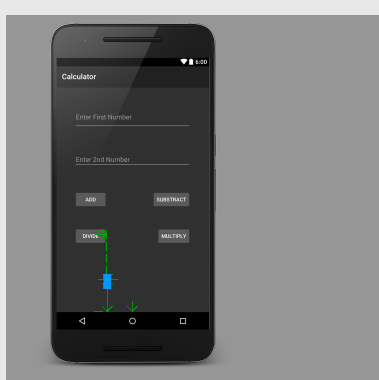 6:00
Calculator
Enter First Number
Enter 2nd Number
ADD SUBSTRACT
DIVIDE MULTIPLY